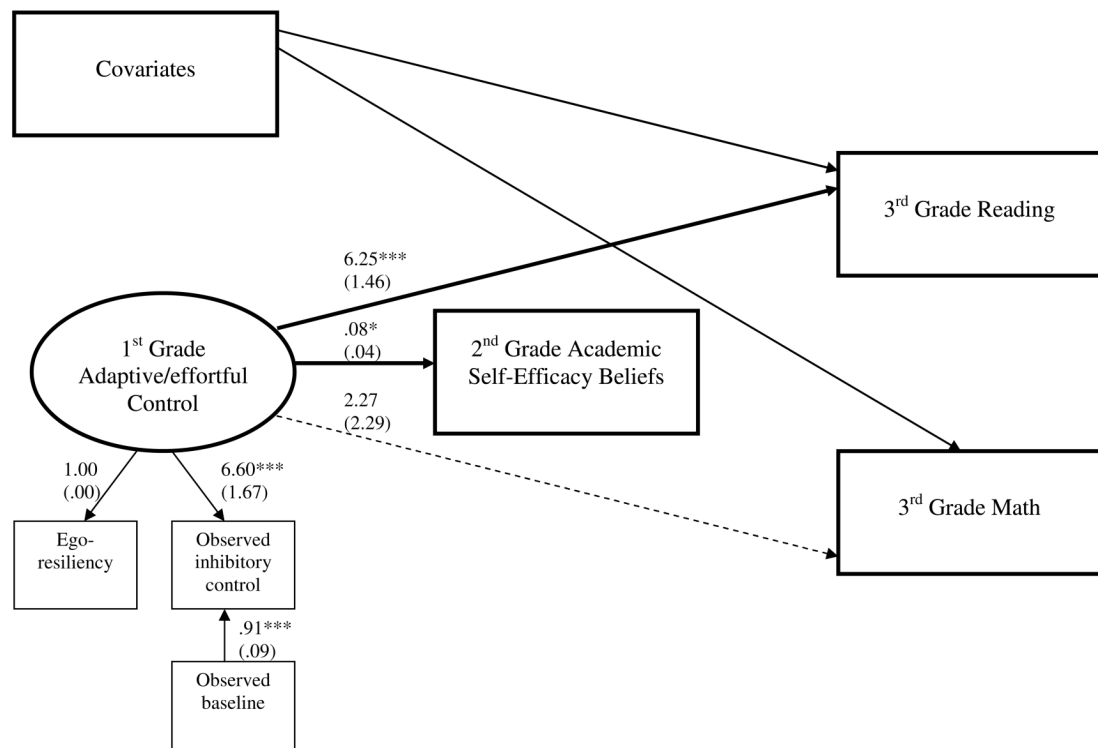 Covariates
3rd Grade Reading
6.25***
(1.46)
1st Grade
Adaptive/effortful
Control
.08*
(.04)
2nd Grade Academic
Self-Efficacy Beliefs
2.27
(2.29)
1.00
(.00)
6.60***
(1.67)
3rd Grade Math
Ego-
resiliency
Observed
inhibitory
control
.91***
(.09)
Observed
baseline